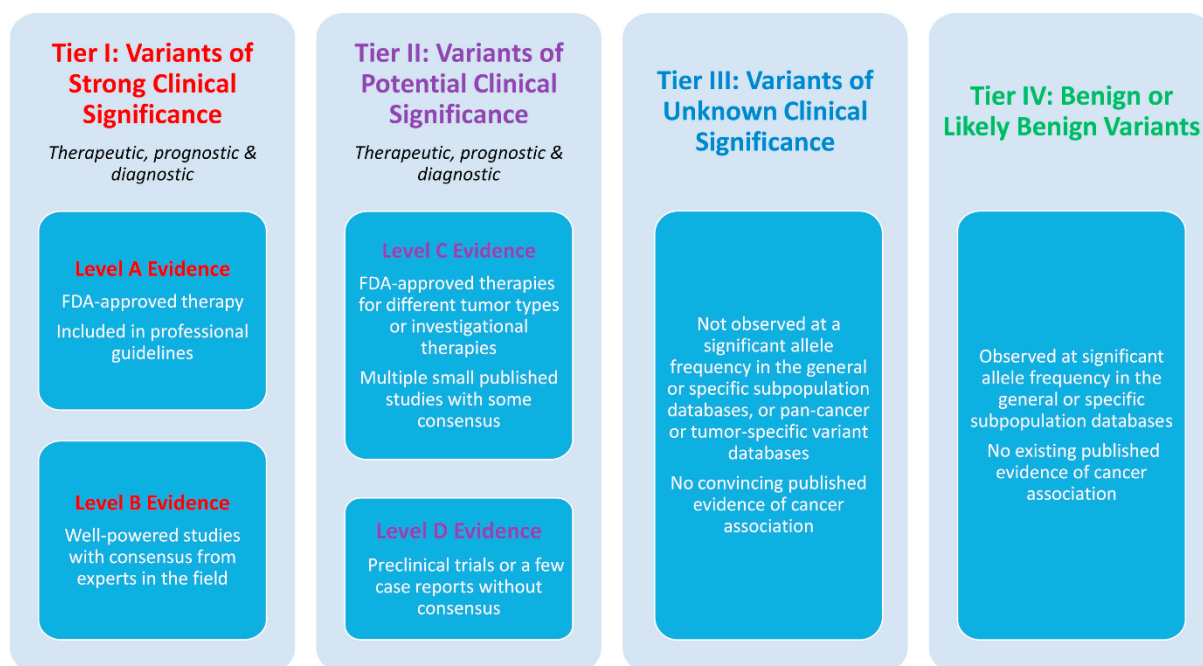 Tier I: Variants of
Strong Clinical
Significance
Therapeutic, prognostic &
diagnostic
Level A Evidence
FDA-approved therapy
Included in professional
guidelines
Level B Evidence
Well-powered studies
with consensus from
experts in the field
Tier II: Variants of
Potential Clinical
Significance
Therapeutic, prognostic &
diagnostic
Level C Evidence
FDA-approved therapies
for different tumor types
or investigational
therapies
Multiple small published
studies with some
consensus
Level D Evidence
Preclinical trials or a few
case reports without
consensus
Tier III: Variants of
Unknown Clinical
Significance
Not observed at a
significant allele
frequency in the general
or specific subpopulation
databases, or pan-cancer
or tumor-specific variant
databases
No convincing published
evidence of cancer
association
Tier IV: Benign or
Likely Benign Variants
Observed at significant
allele frequency in the
general or specific
subpopulation databases
No existing published
evidence of cancer
association